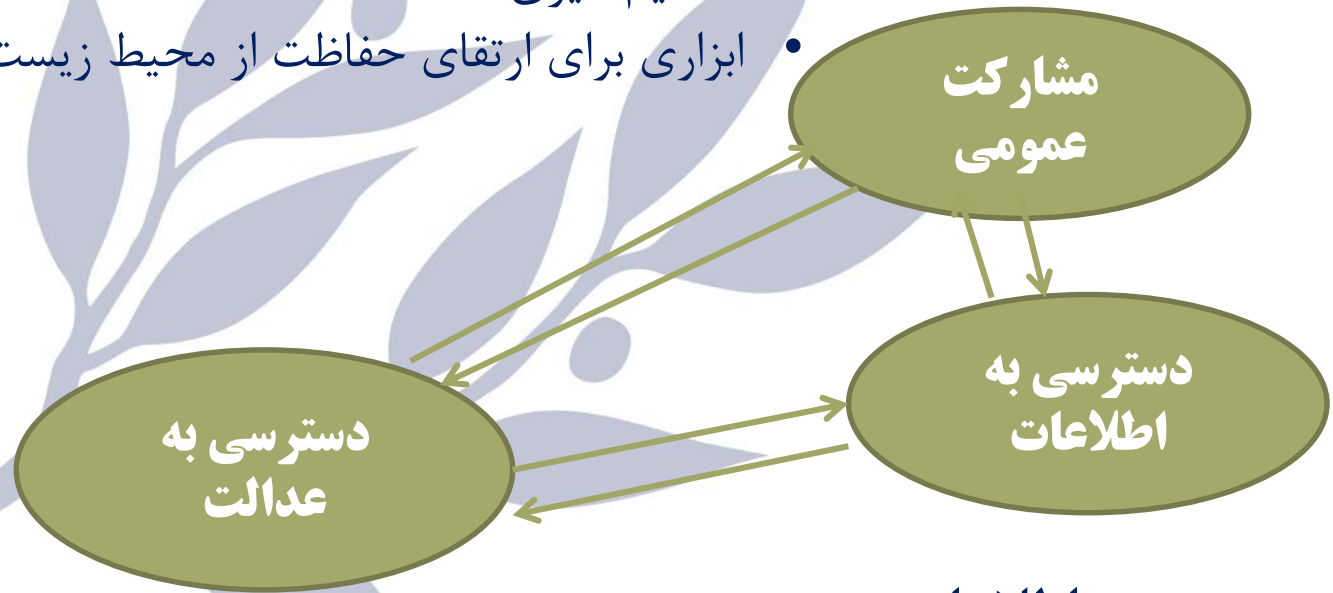 • ابزاری برای ارتقای حفاظت از محیط زیست
مشارکت
عمومی
دسترسی به
اطلاعات
دسترسی به
عدالت